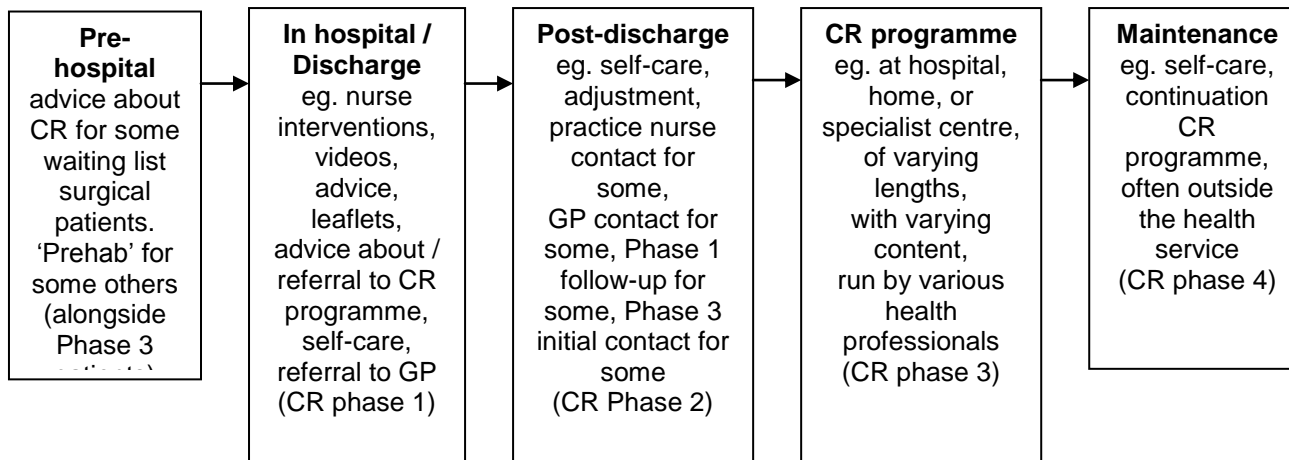 Pre-
hospital
advice about
CR for some
waiting list
surgical
patients.
‘Prehab’ for
some others
(alongside
Phase 3
In hospital /
Discharge
eg. nurse
interventions,
videos,
advice,
leaflets,
advice about /
referral to CR
programme,
self-care,
referral to GP
(CR phase 1)
Post-discharge
eg. self-care,
adjustment,
practice nurse
contact for
some,
GP contact for
some, Phase 1
follow-up for
some, Phase 3
initial contact for
some
(CR Phase 2)
CR programme
eg. at hospital,
home, or
specialist centre,
of varying
lengths,
with varying
content,
run by various
health
professionals
(CR phase 3)
Maintenance
eg. self-care,
continuation
CR
programme,
often outside
the health
service
(CR phase 4)